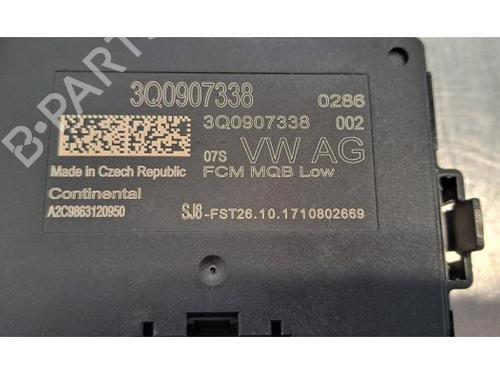 3Q0907338 0286
3Q0907338 002
07S VW AG
Made in Czech Republic FCM MQB Low
Continental
A2C9863120950 SJ8-FST26.10.1710802669
B-PARTS